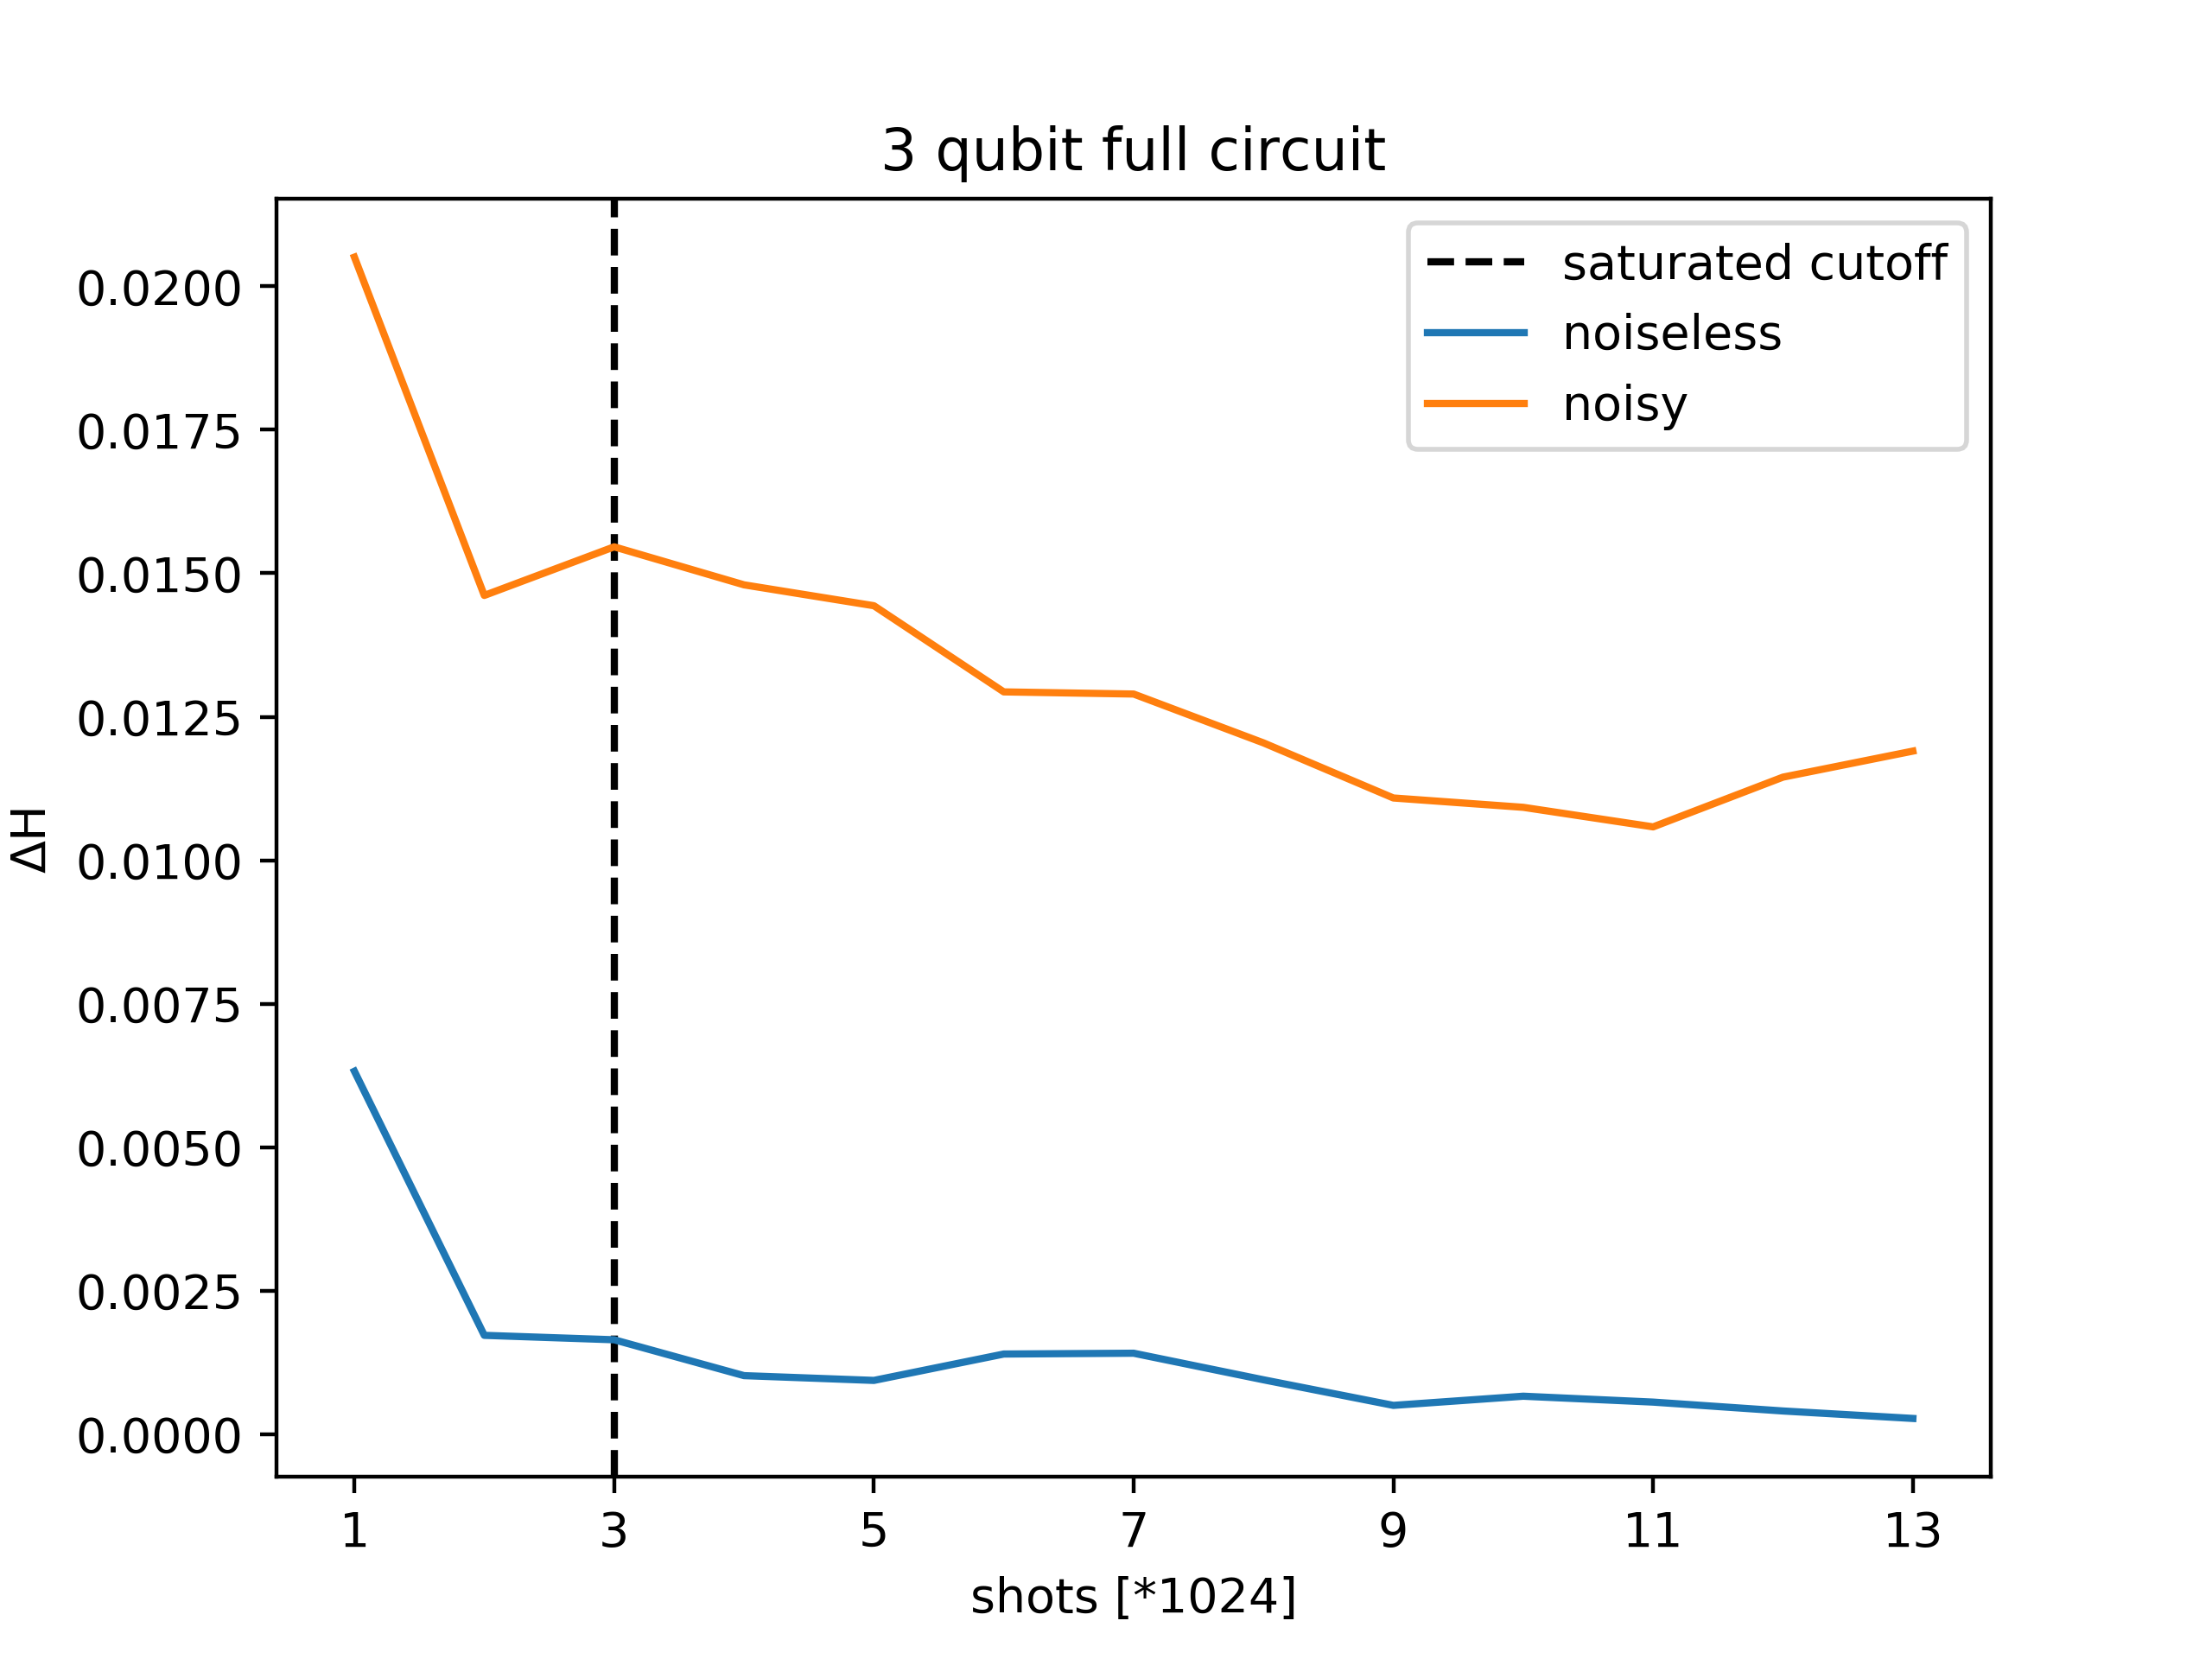 3 qubit full circuit
saturated cutoff
noiseless
noisy
0.0200
0.0175
0.0150
0.0125
0.0100
0.0075
0.0050
0.0025
0.0000
ΔH
1 3 5 7 9 11 13
shots [*1024]